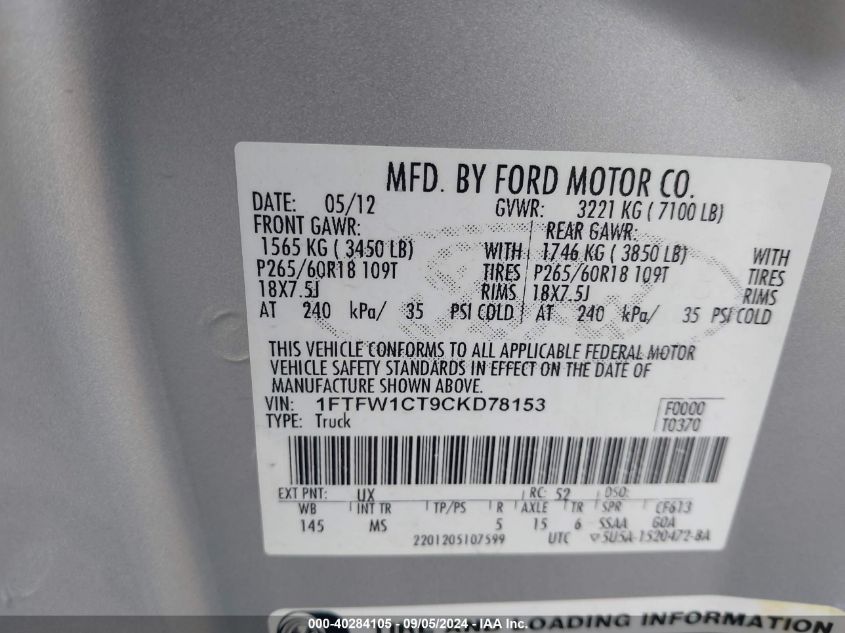 MFD. BY FORD MOTOR CO.
DATE: 05/12 GVWR: 3221 KG ( 7100 LB)
FRONT GAWR: REAR GAWR:
1565 KG ( 3450 LB) WITH 1746 KG ( 3850 LB) WITH
P265/60R18 109T TIRES P265/60R18 109T TIRES
18X7.5J RIMS 18X7.5J RIMS
AT 240 kPa/ 35 PSI COLD AT 240 kPa/ 35 PSI COLD
THIS VEHICLE CONFORMS TO ALL APPLICABLE FEDERAL MOTOR
VEHICLE SAFETY STANDARDS IN EFFECT ON THE DATE OF
MANUFACTURE SHOWN ABOVE.
VIN: 1FTFW1CT9CKD78153 F0000
TYPE: Truck T0370
EXT PNT: UX RC: 52 DSO:
WB INT TR TP/PS R AXLE TR SPR CF613
145 MS 5 15 6 SSAA GOA
2201205107599 UTC 5U5A-1520472-BA
TIRE AND LOADING INFORMATION
000-40284105 - 09/05/2024 - IAA Inc.